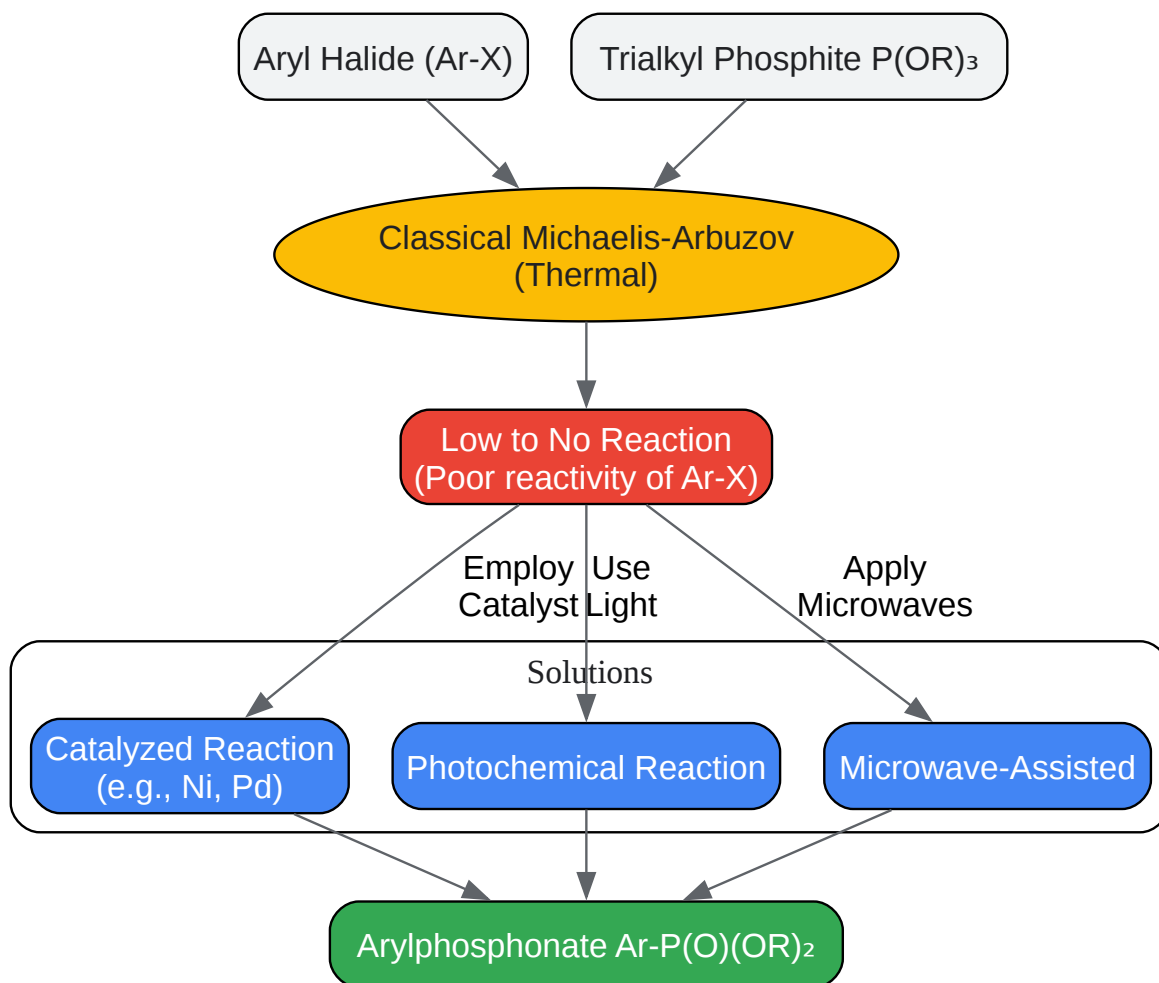 Aryl Halide (Ar-X)
Trialkyl Phosphite P(OR)₃
Classical Michaelis-Arbuzov
(Thermal)
Low to No Reaction
(Poor reactivity of Ar-X)
Employ
Catalyst
Use
Light
Apply
Microwaves
Solutions
Catalyzed Reaction
(e.g., Ni, Pd)
Photochemical Reaction
Microwave-Assisted
Arylphosphonate Ar-P(O)(OR)₂